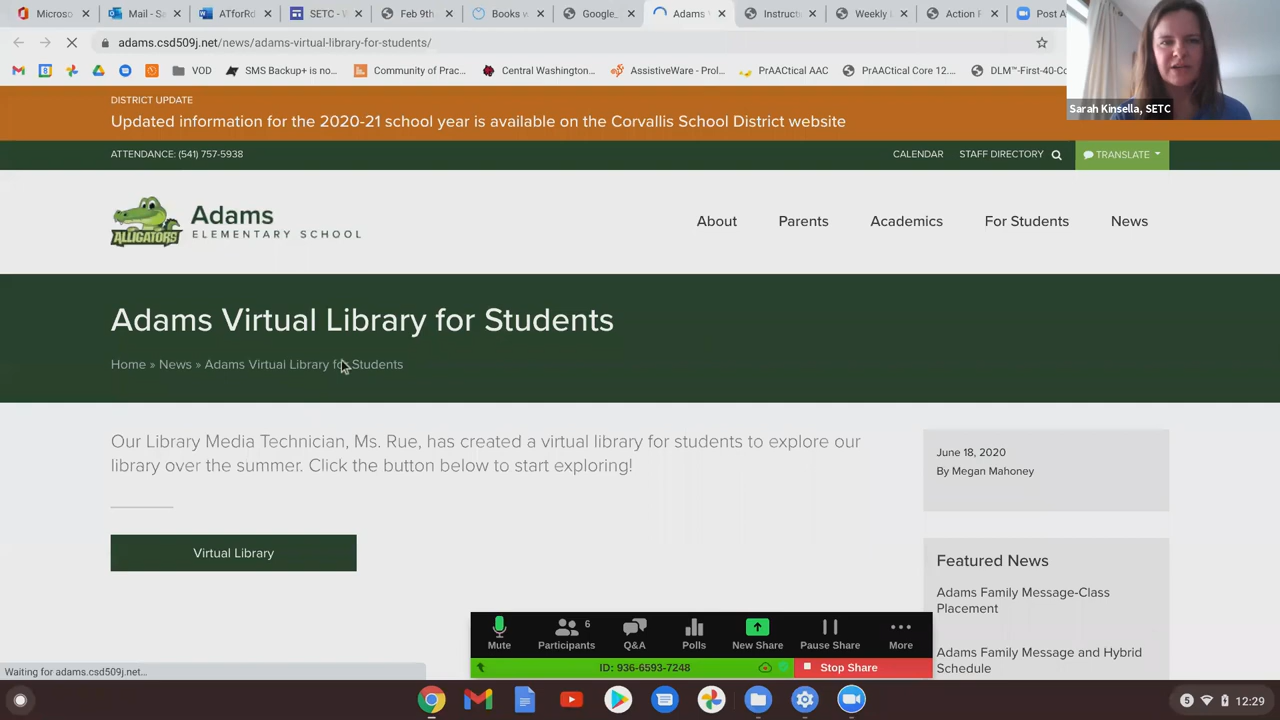 Microso
Mail - Se
ATforRd
SETC - W
Feb 9th
Books w
Google_
Adams V
Instruct
Weekly
Action P
Post A
adams.csd509j.net/news/adams-virtual-library-for-students/
VOD
SMS Backup+ is no...
Community of Prac...
Central Washington...
AssistiveWare - Prol...
PrAACtical AAC
PrAACtical Core 12...
DLM™-First-40-Co
Sarah Kinsella, SETC
DISTRICT UPDATE
Updated information for the 2020-21 school year is available on the Corvallis School District website
ATTENDANCE: (541) 757-5938
CALENDAR
STAFF DIRECTORY
TRANSLATE
ALLIGATORS
Adams
ELEMENTARY SCHOOL
About
Parents
Academics
For Students
News
Adams Virtual Library for Students
Home » News » Adams Virtual Library for Students
Our Library Media Technician, Ms. Rue, has created a virtual library for students to explore our
library over the summer. Click the button below to start exploring!
June 18, 2020
By Megan Mahoney
Virtual Library
Featured News
Adams Family Message-Class
Placement
Adams Family Message and Hybrid
Schedule
6
Mute
Participants
Q&A
Polls
New Share
Pause Share
More
ID: 936-6593-7248
Stop Share
Waiting for adams.csd509j.net...
5
12:29